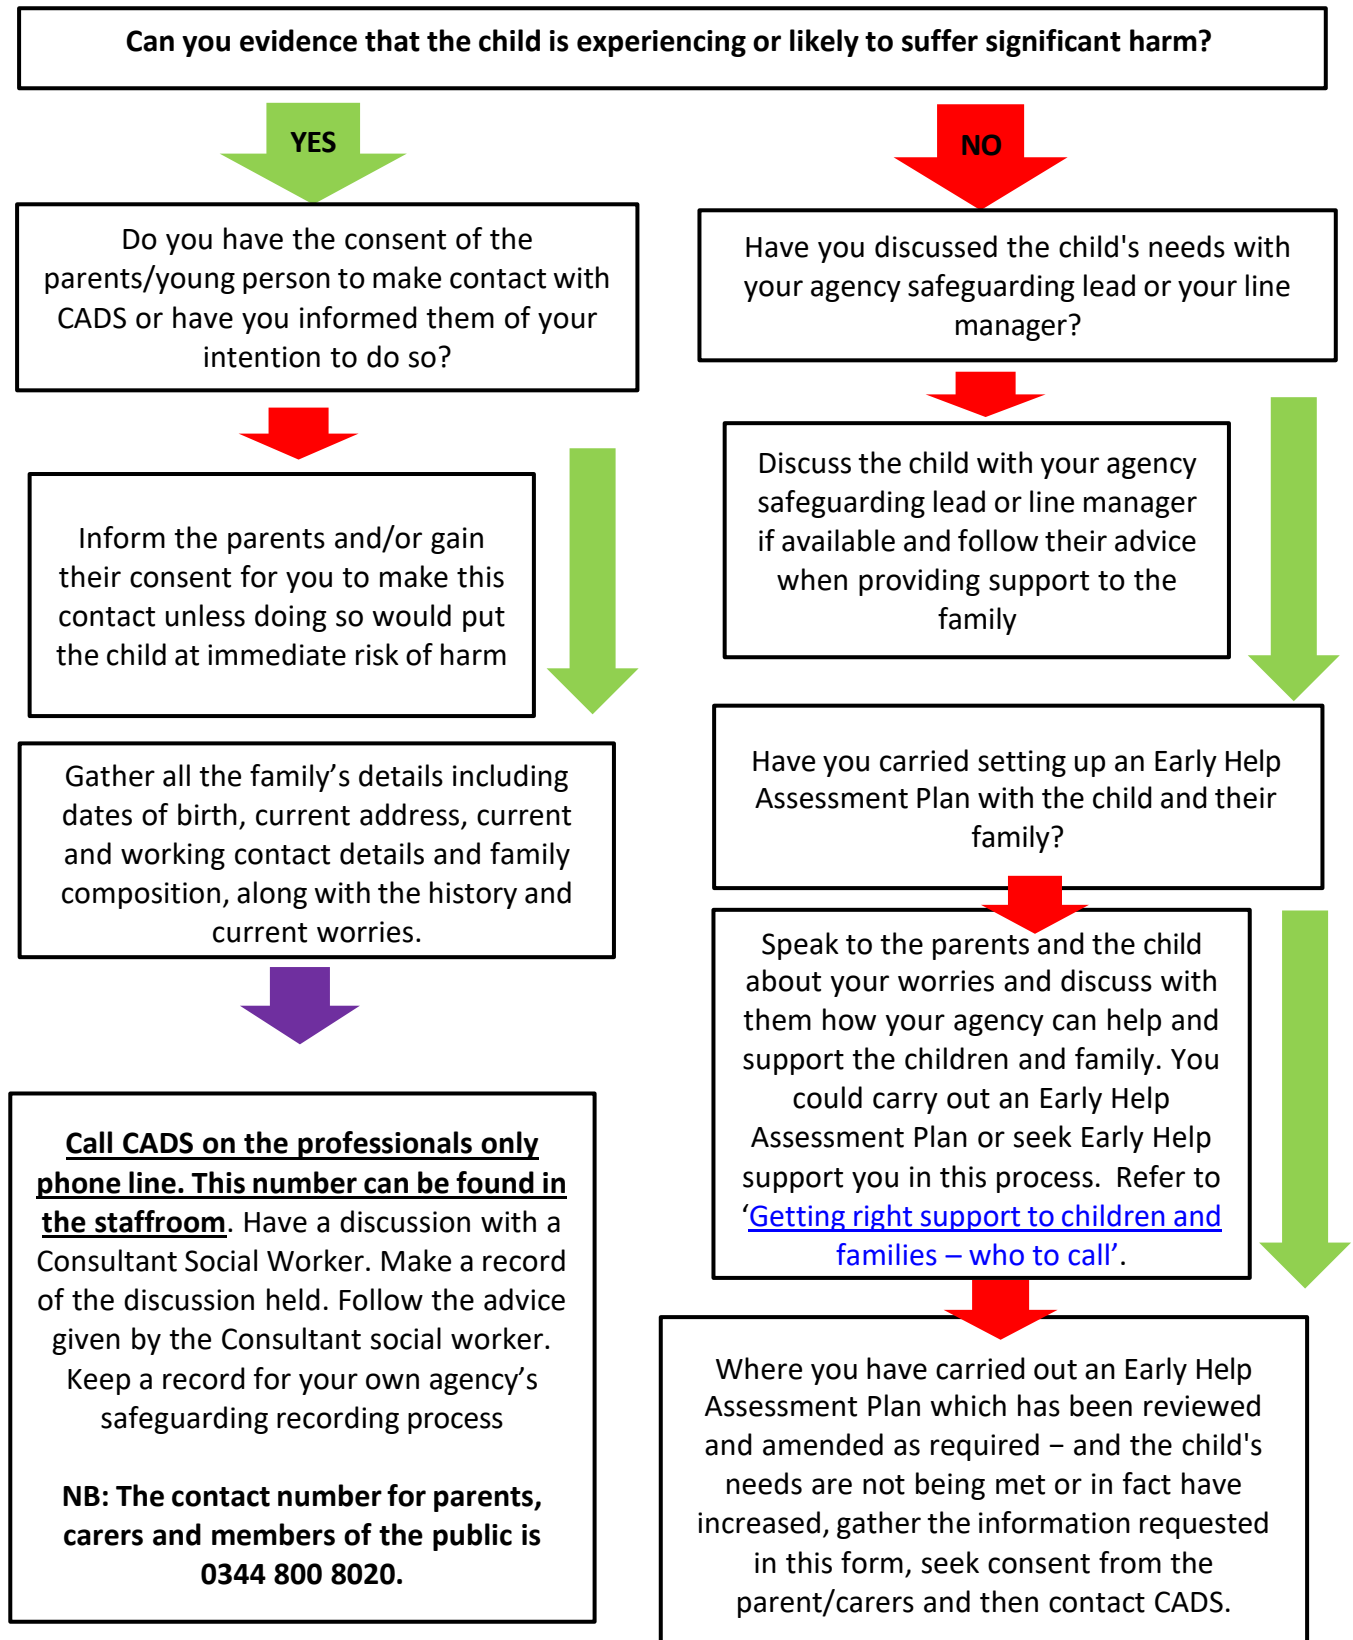 Can you evidence that the child is experiencing or likely to suffer significant harm?
YES
Do you have the consent of the
parents/young person to make contact with
CADS or have you informed them of your
intention to do so?
Inform the parents and/or gain
their consent for you to make this
contact unless doing so would put
the child at immediate risk of harm
Gather all the family’s details including
dates of birth, current address, current
and working contact details and family
composition, along with the history and
current worries.
Call CADS on the professionals only
phone line. This number can be found in
the staffroom. Have a discussion with a
Consultant Social Worker. Make a record
of the discussion held. Follow the advice
given by the Consultant social worker.
Keep a record for your own agency’s
safeguarding recording process
NB: The contact number for parents,
carers and members of the public is
0344 800 8020.
NO
Have you discussed the child's needs with
your agency safeguarding lead or your line
manager?
Discuss the child with your agency
safeguarding lead or line manager
if available and follow their advice
when providing support to the
family
Have you carried setting up an Early Help
Assessment Plan with the child and their
family?
Speak to the parents and the child
about your worries and discuss with
them how your agency can help and
support the children and family. You
could carry out an Early Help
Assessment Plan or seek Early Help
support you in this process. Refer to
‘Getting right support to children and
families – who to call’.
Where you have carried out an Early Help
Assessment Plan which has been reviewed
and amended as required − and the child's
needs are not being met or in fact have
increased, gather the information requested
in this form, seek consent from the
parent/carers and then contact CADS.